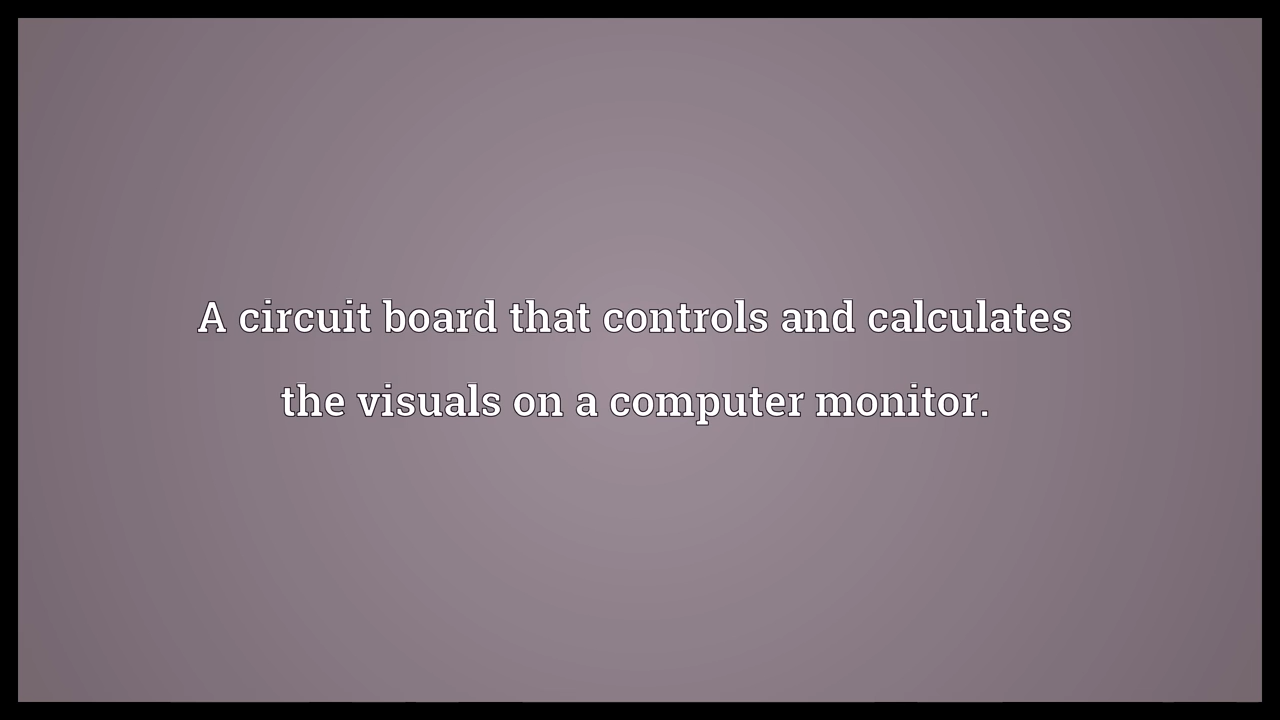 A circuit board that controls and calculates
the visuals on a computer monitor.